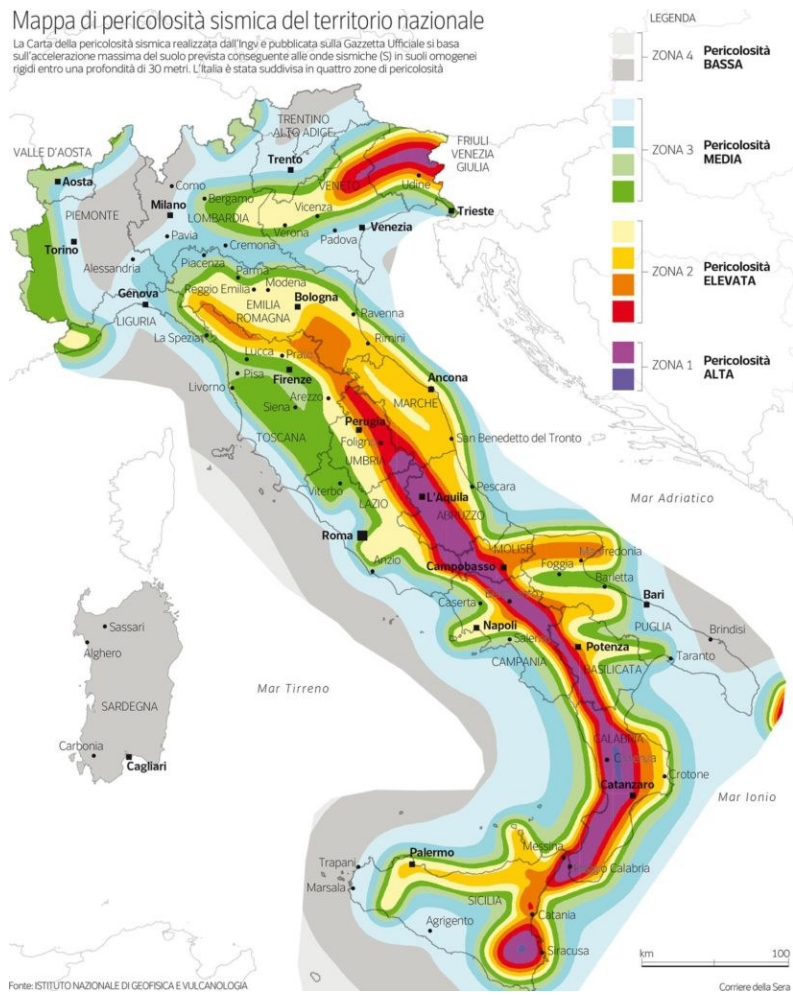 Mappa di pericolosità sismica del territorio nazionale
La Carta della pericolosità sismica realizzata dall'Ingv e pubblicata sulla Gazzetta Ufficiale si basa
sull'accelerazione massima del suolo prevista conseguente alle onde sismiche (S) in suoli omogenei
rigidi entro una profondità di 30 metri. L'Italia è stata suddivisa in quattro zone di pericolosità
LEGENDA
ZONA 4 Pericolosità
BASSA
ZONA 3 Pericolosità
MEDIA
ZONA 2 Pericolosità
ELEVATA
ZONA 1 Pericolosità
ALTA
TRENTINO
ALTO ADIGE
FRIULI
VENEZIA
GIULIA
VALLE D'AOSTA
Trento
Aosta
VENETO
Udine
Como
Bergamo
Milano
PIEMONTE
LOMBARDIA
Vicenza
Trieste
Verona
Venezia
Padova
Pavia
Torino
Cremona
Piacenza
Alessandria
Parma
Modena
Reggio Emilia
Genova
EMILIA
ROMAGNA
Bologna
LIGURIA
Ravenna
La Spezia
Rimini
Lucca
Prato
Pisa
Firenze
Ancona
Livorno
Arezzo
Siena
MARCHE
Perugia
TOSCANA
Foligno
San Benedetto del Tronto
UMBRIA
Viterbo
L'Aquila
Pescara
LAZIO
ABRUZZO
Mar Adriatico
Roma
MOLISE
Manfredonia
Anzio
Campobasso
Foggia
Barletta
Caserta
Bari
Sassari
Napoli
PUGLIA
Brindisi
Alghero
Salerno
Potenza
CAMPANIA
BASILICATA
Taranto
Mar Tirreno
SARDEGNA
CALABRIA
Carbonia
Cagliari
Cosenza
Crotone
Catanzaro
Mar Ionio
Messina
Palermo
Reggio Calabria
Trapani
Marsala
SICILIA
Catania
Agrigento
Siracusa
km 100
Fonte: ISTITUTO NAZIONALE DI GEOFISICA E VULCANOLOGIA
Corriere della Sera